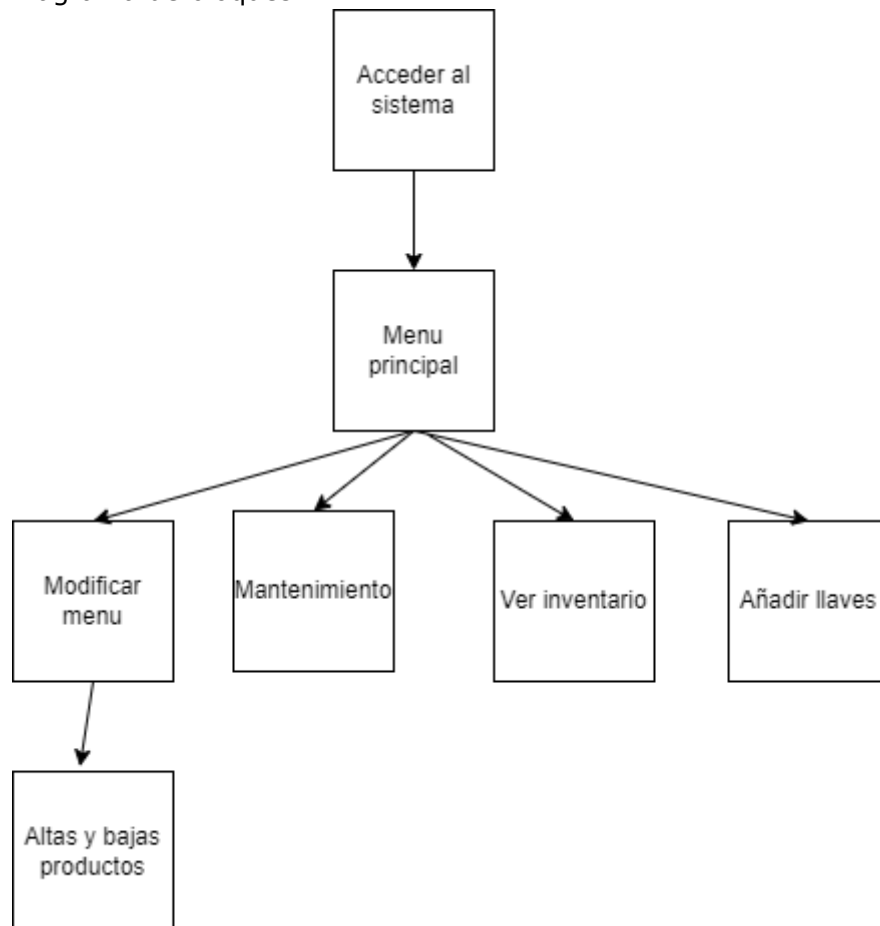 Acceder al
sistema
Menu
principal
Modificar
menu
Mantenimiento
Ver inventario
Añadir llaves
Altas y bajas
productos